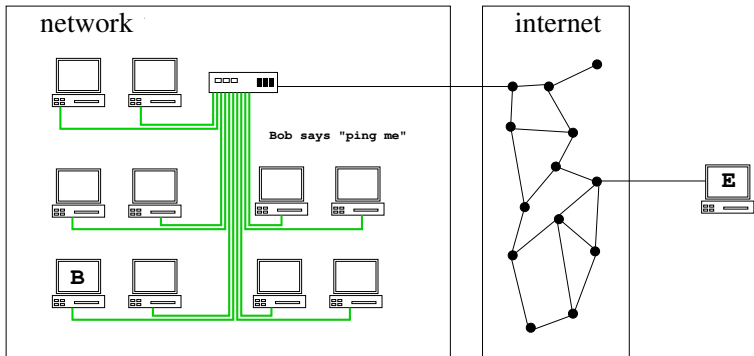 network
internet
Bob says "ping me"
E
B